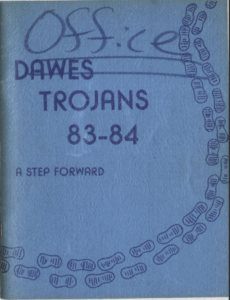 Office
DAWES
TROJANS
83-84
A STEP FORWARD